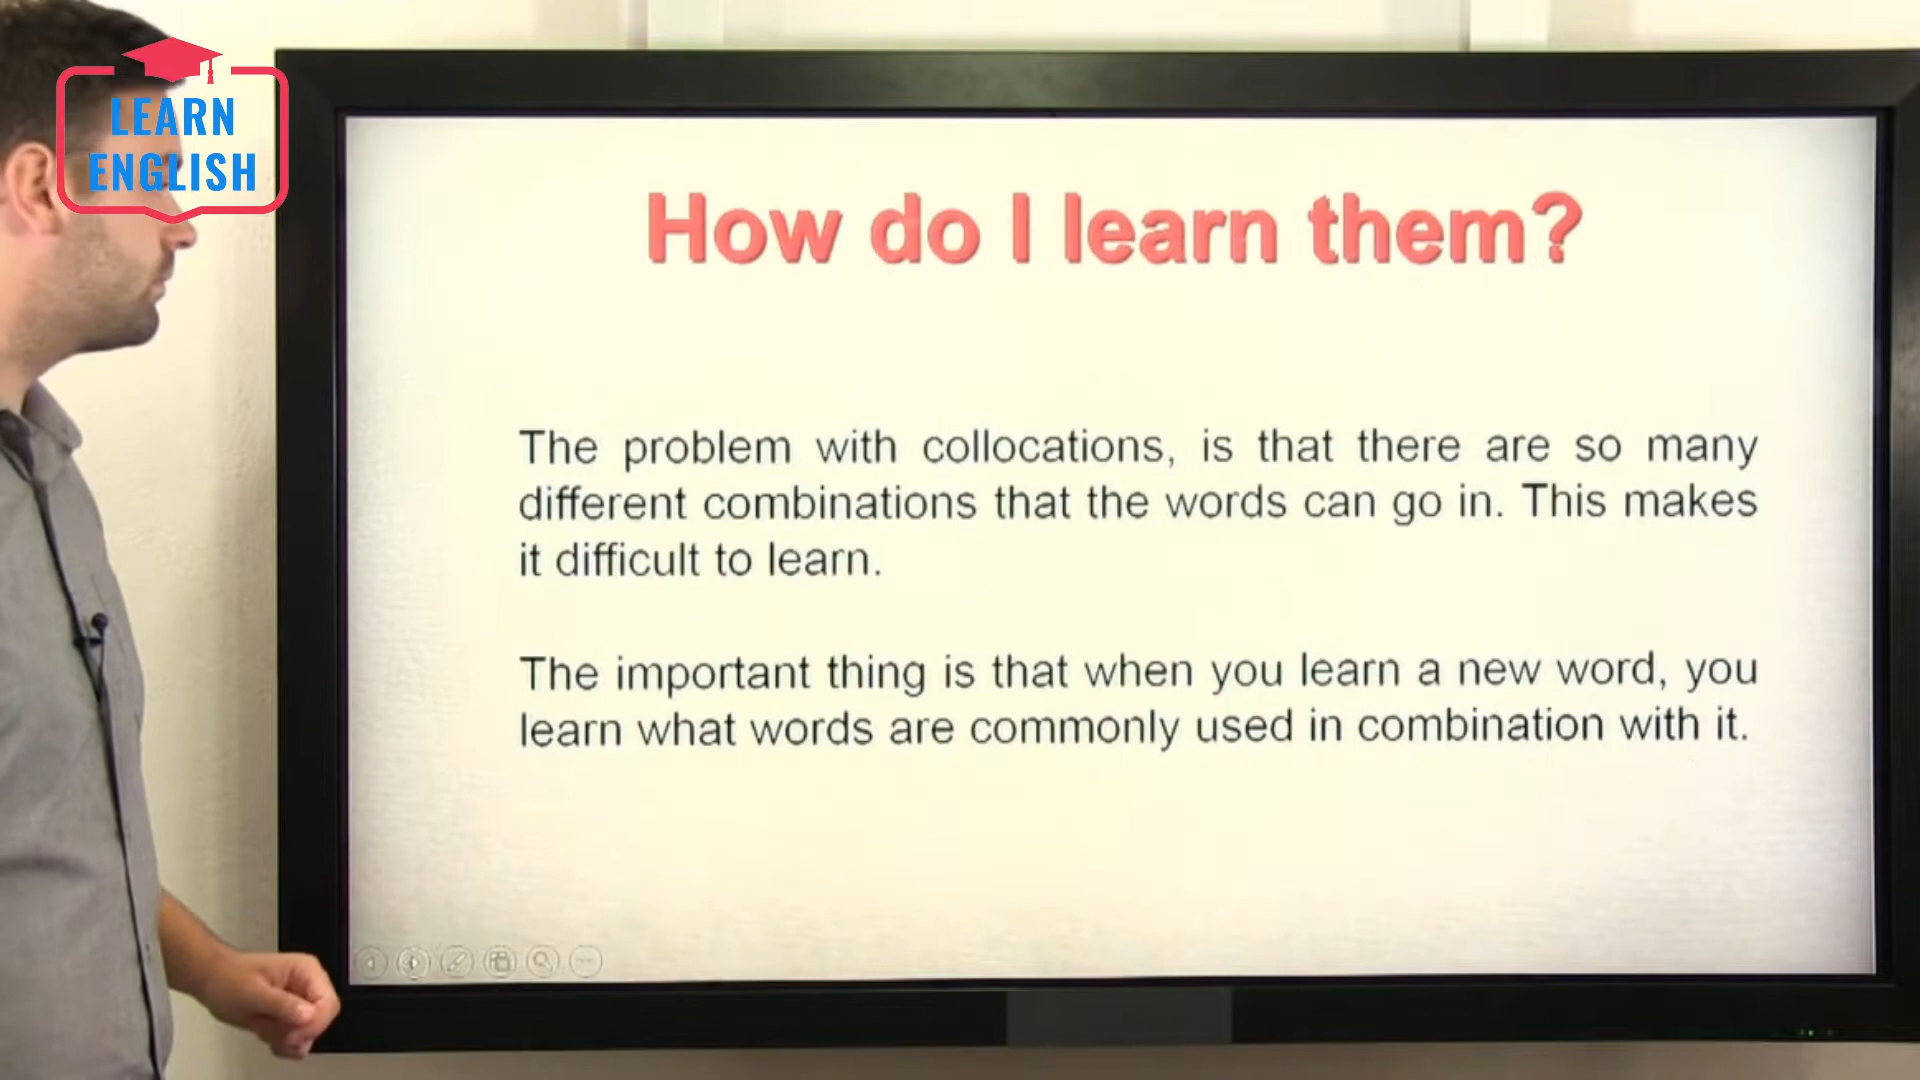 LEARN
ENGLISH
How do I learn them?
The problem with collocations, is that there are so many
different combinations that the words can go in. This makes
it difficult to learn.
The important thing is that when you learn a new word, you
learn what words are commonly used in combination with it.